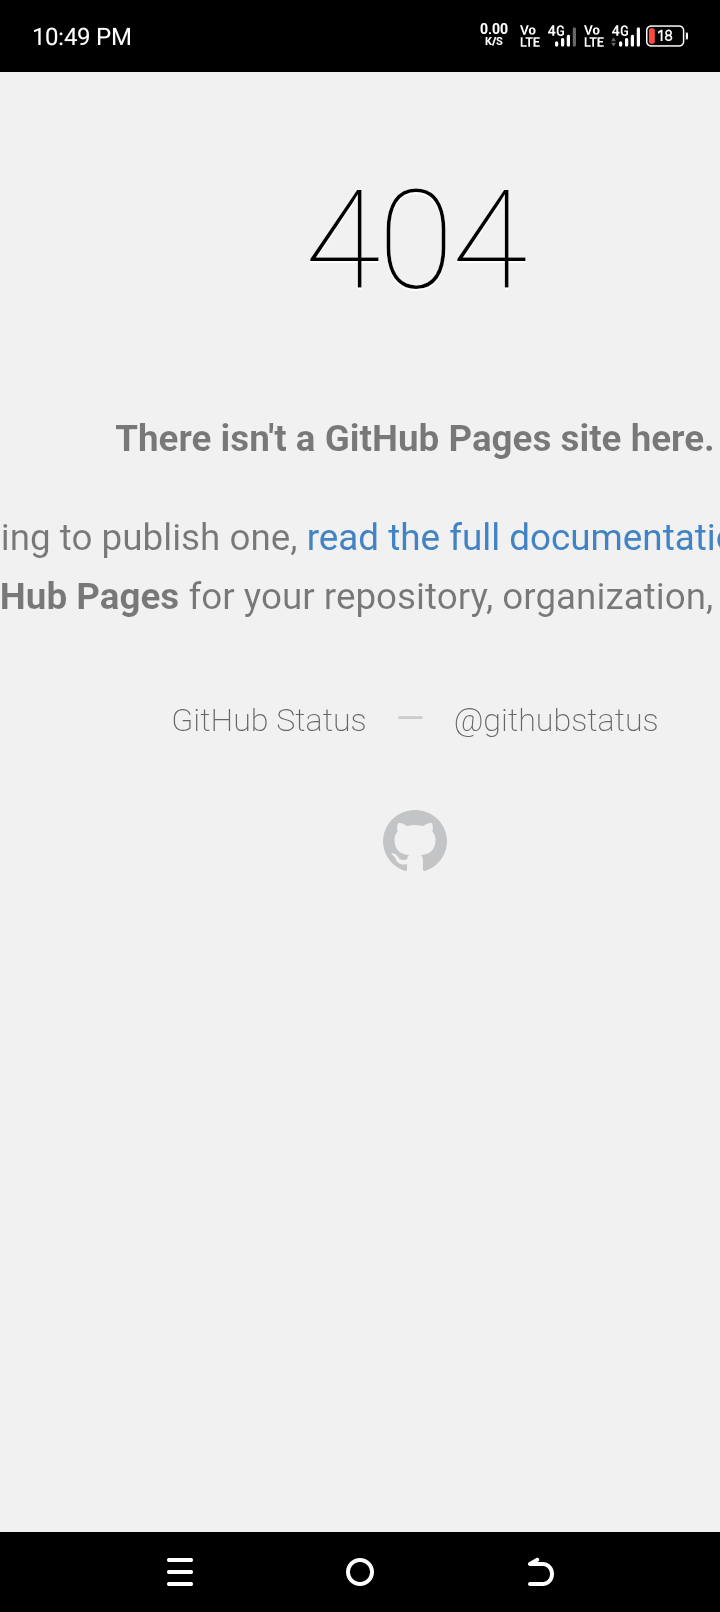 10:49 PM
0.00
K/S
Vo
LTE
4G
Vo
LTE
4G
18
404
There isn't a GitHub Pages site here.
ing to publish one, read the full documentati
Hub Pages for your repository, organization,
GitHub Status — @githubstatus